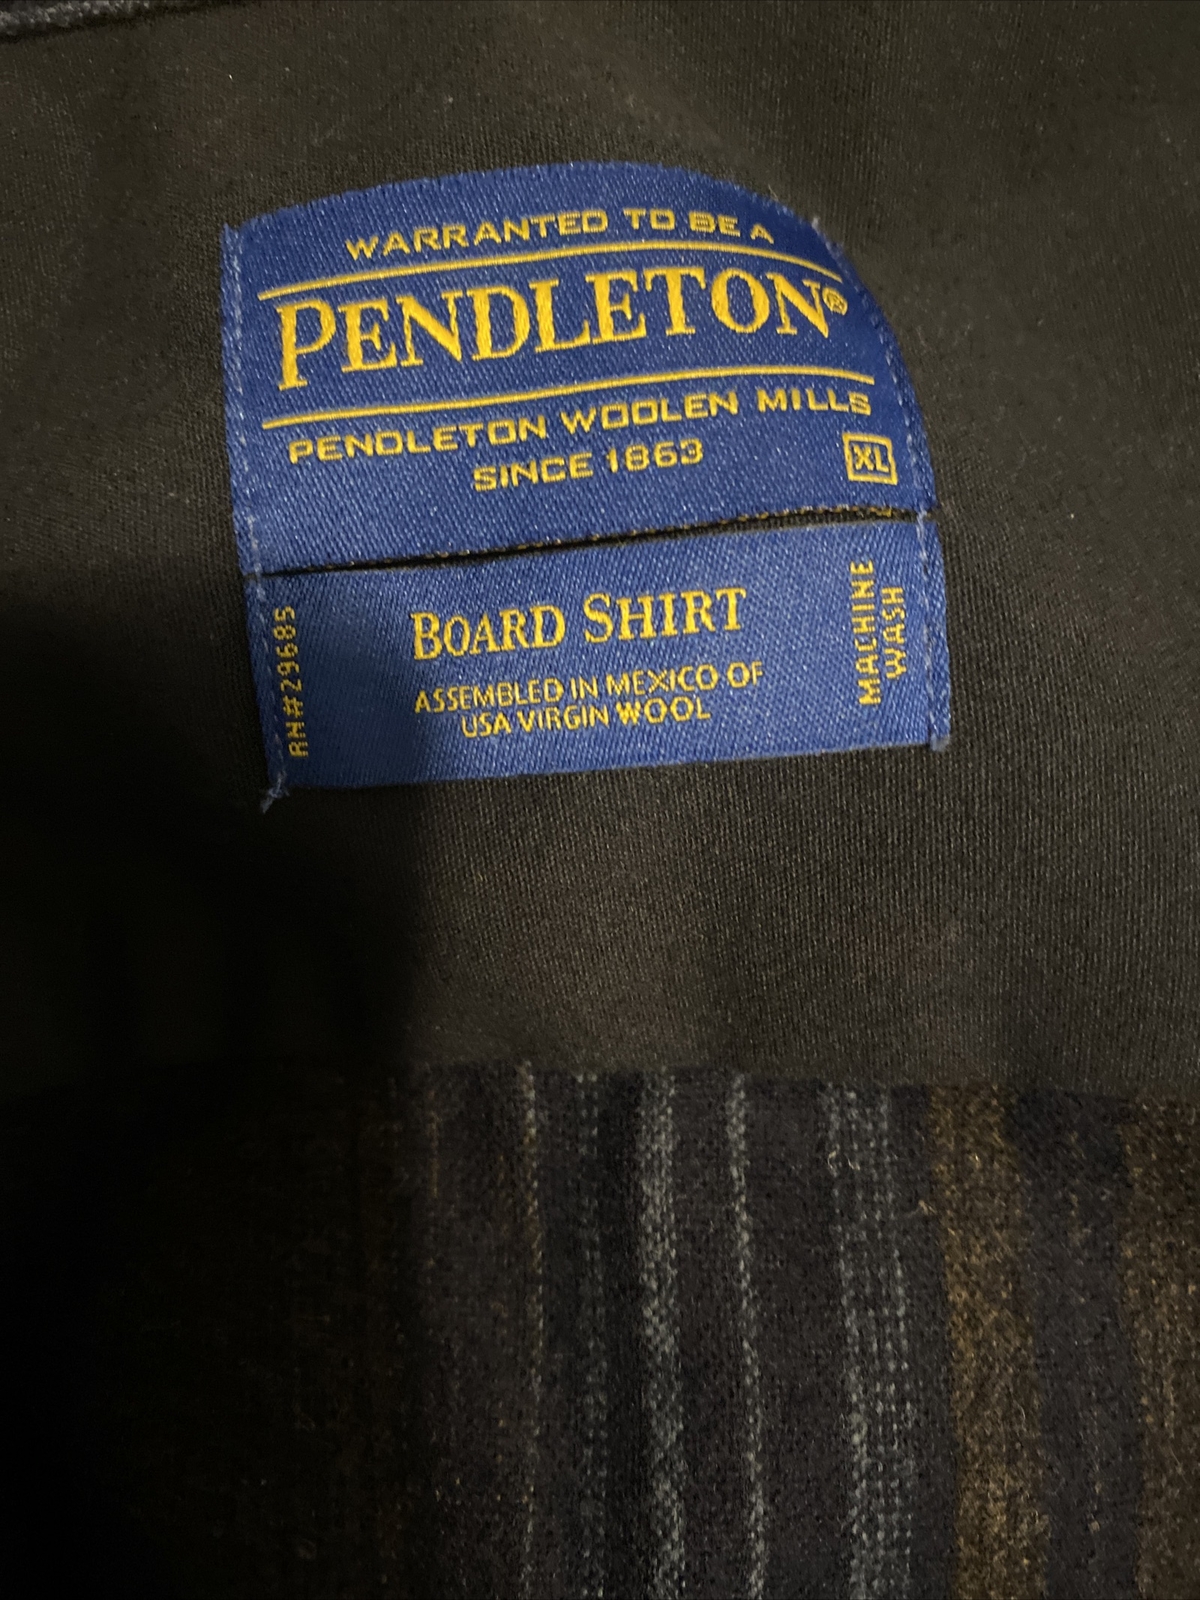 WARRANTED TO BE A
PENDLETON®
PENDLETON WOOLEN MILLS
SINCE 1863
XL
RN#29685
BOARD SHIRT
ASSEMBLED IN MEXICO OF
USA VIRGIN WOOL
MACHINE
WASH